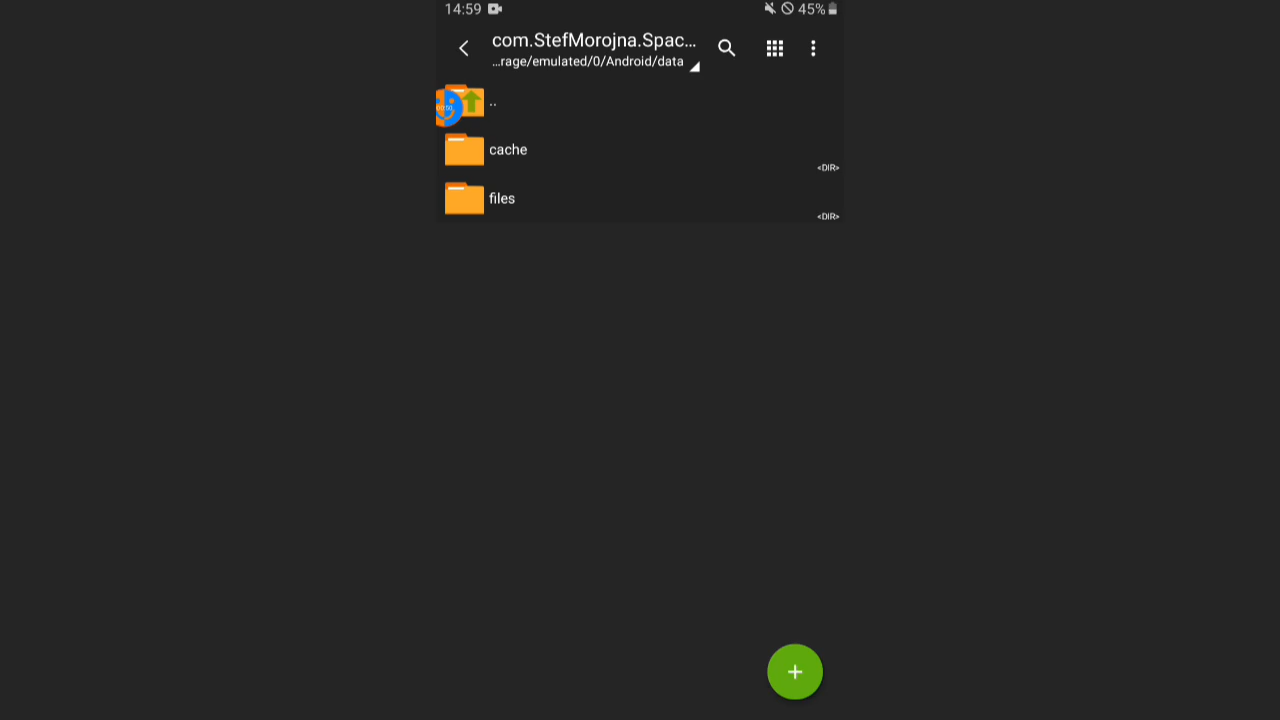 14:59
45%
com.StefMorojna.Spac...
...rage/emulated/0/Android/data
..
cache
<DIR>
files
<DIR>